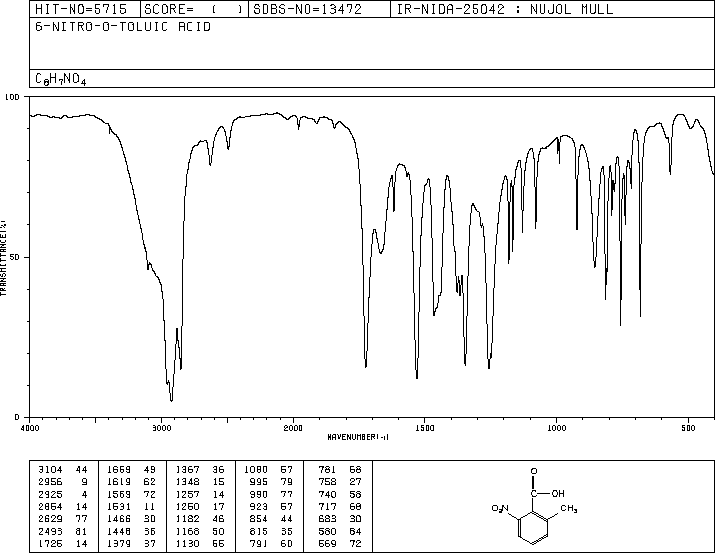 HIT-NO=5715 SCORE= ( ) SDBS-NO=13472 IR-NIDA-25042 : NUJOL MULL
6-NITRO-O-TOLUIC ACID
C8H7NO4
100
50
0
TRANSMITTANCE(%)
4000 3000 2000 1500 1000 500
WAVENUMBER(-1)
3104 44 1669 49 1367 36 1080 57 781 68
2956 9 1619 62 1348 15 995 79 758 27
2925 4 1569 72 1257 14 990 77 740 58
2854 14 1531 11 1250 17 923 57 717 68
2629 77 1466 30 1182 46 854 44 683 30
2493 81 1448 36 1168 50 815 35 580 84
1725 14 1379 37 1130 55 791 60 569 72
O
C—OH
O2N
CH3